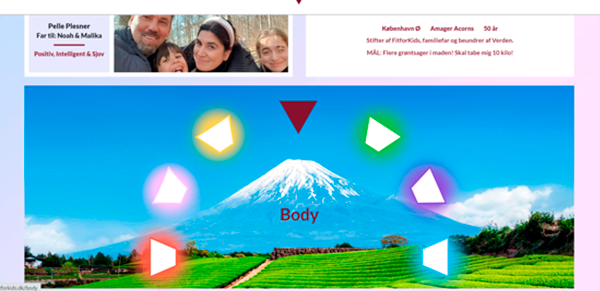 Pelle Plesner
Far til: Noah & Malika
Positiv, Intelligent & Sjov
København Ø Amager Acorns 50 år
Stifter af FitforKids, familiefar og beundrer af Verden.
MÅL: Flere grøntsager i maden! Skal tabe mig 10 kilo!
Body
fitforkids.dk/body